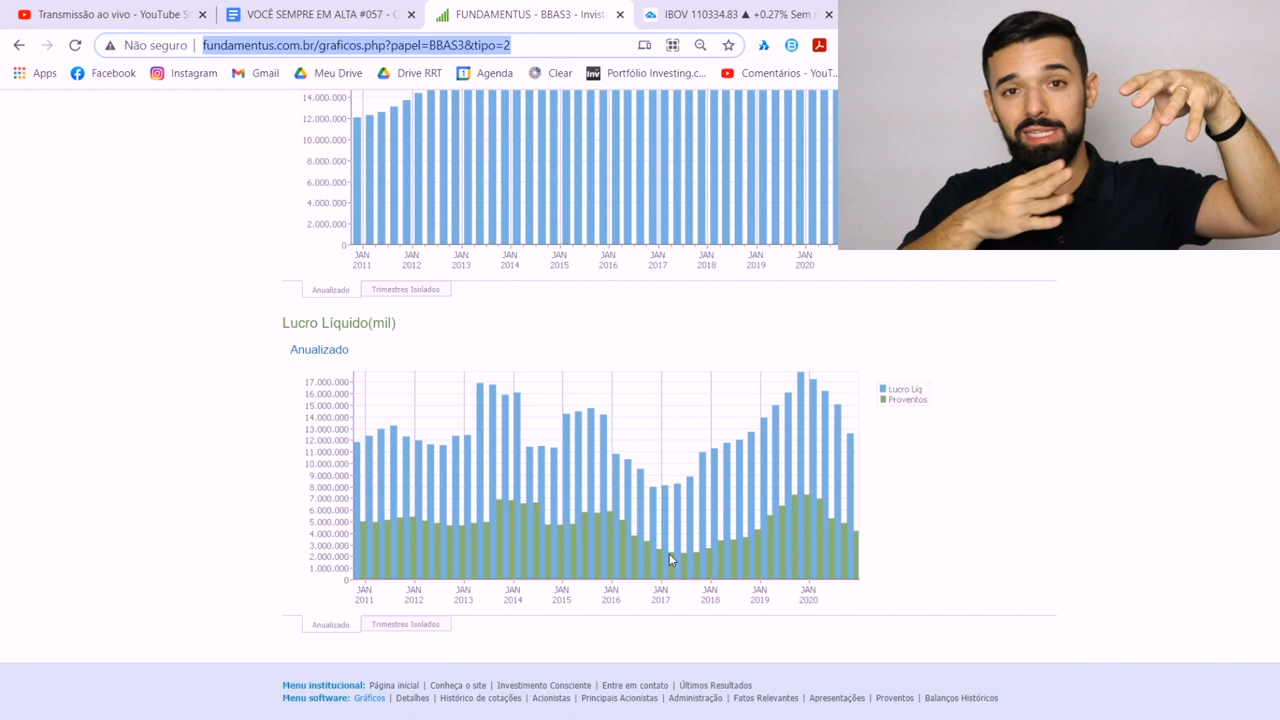 Transmissão ao vivo - YouTube S
VOCÊ SEMPRE EM ALTA #057 -
FUNDAMENTUS - BBAS3 - Invist
IBOV 110334.83 ▲ +0.27% Sem
Não seguro
fundamentus.com.br/graficos.php?papel=BBAS3&tipo=2
Apps
Facebook
Instagram
Gmail
Meu Drive
Drive RRT
Agenda
Clear
Portfólio Investing.c...
Comentários - YouT...
14.000.000
12.000.000
10.000.000
8.000.000
6.000.000
4.000.000
2.000.000
0
JAN JAN JAN JAN JAN JAN JAN JAN JAN JAN
2011 2012 2013 2014 2015 2016 2017 2018 2019 2020
Anualizado Trimestres Isolados
Lucro Líquido(mil)
Anualizado
17.000.000
16.000.000
15.000.000
14.000.000
13.000.000
12.000.000
11.000.000
10.000.000
9.000.000
8.000.000
7.000.000
6.000.000
5.000.000
4.000.000
3.000.000
2.000.000
1.000.000
0
Lucro Líq
Proventos
JAN JAN JAN JAN JAN JAN JAN JAN JAN JAN
2011 2012 2013 2014 2015 2016 2017 2018 2019 2020
Anualizado Trimestres Isolados
Menu institucional: Página inicial | Conheça o site | Investimento Consciente | Entre em contato | Últimos Resultados
Menu software: Gráficos | Detalhes | Histórico de cotações | Acionistas | Principais Acionistas | Administração | Fatos Relevantes | Apresentações | Proventos | Balanços Históricos